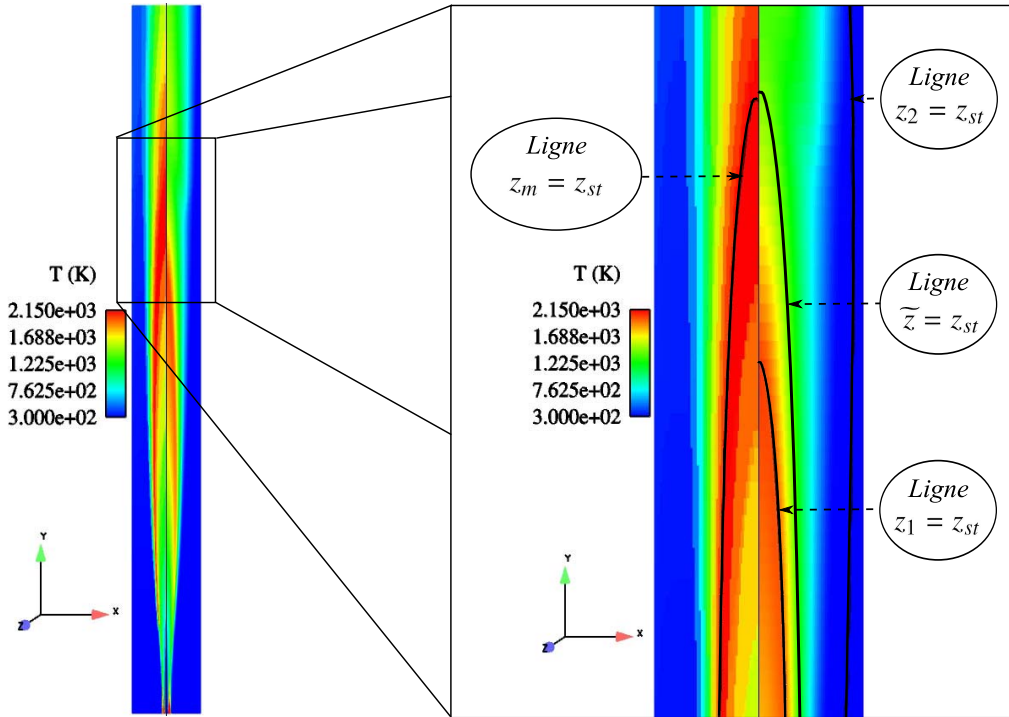 T (K)
2.150e+03
1.688e+03
1.225e+03
7.625e+02
3.000e+02
Y
X
Z
Ligne
z_m = z_st
T (K)
2.150e+03
1.688e+03
1.225e+03
7.625e+02
3.000e+02
Y
X
Z
Ligne
z_2 = z_st
Ligne
z̃ = z_st
Ligne
z_1 = z_st